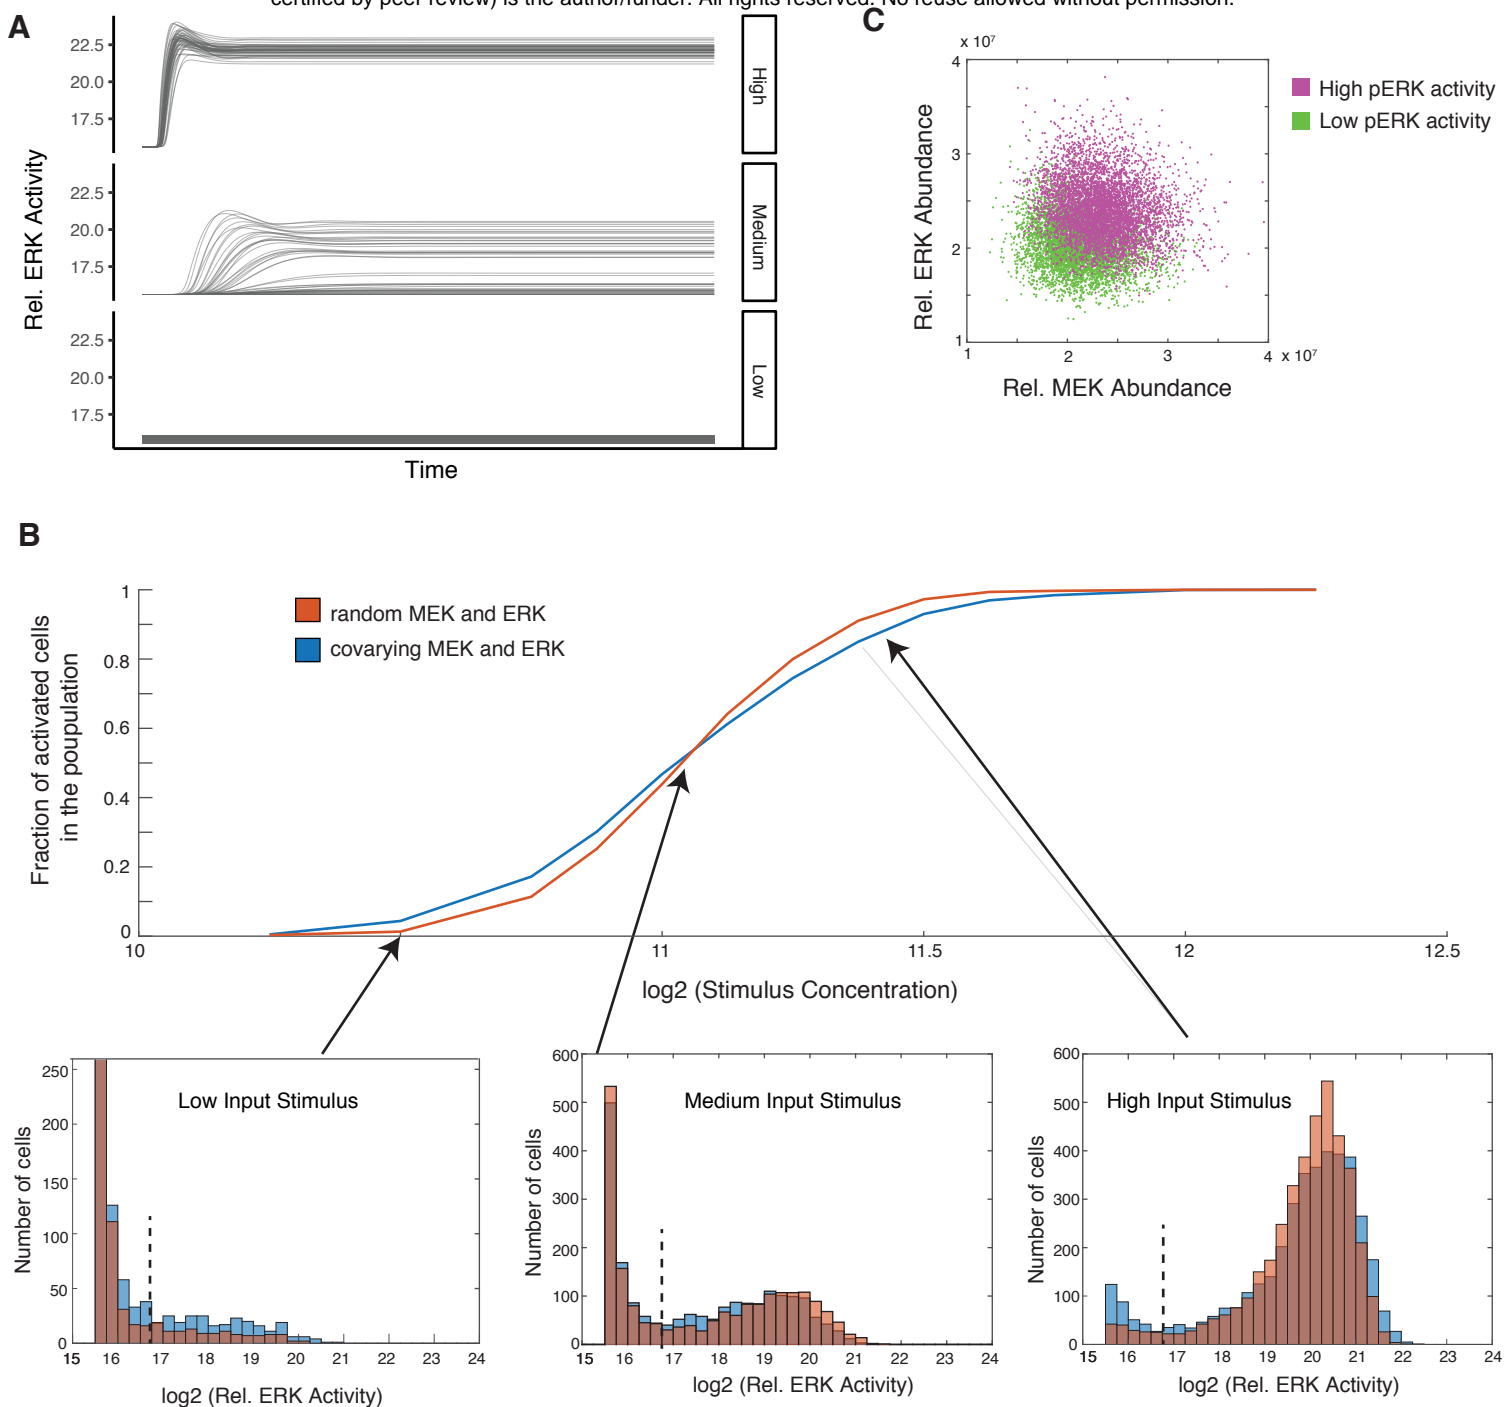 certified by peer review) is the author/funder. All rights reserved. No reuse allowed without permission.
A
22.5
20.0
17.5
High
22.5
20.0
17.5
Medium
22.5
20.0
17.5
Low
Rel. ERK Activity
Time
C
x 10⁷
4
3
2
1
1 2 3 4 x 10⁷
Rel. ERK Abundance
Rel. MEK Abundance
High pERK activity
Low pERK activity
B
1
0.8
0.6
0.4
0.2
0
Fraction of activated cells
in the poupulation
random MEK and ERK
covarying MEK and ERK
10 11 11.5 12 12.5
log2 (Stimulus Concentration)
250
200
150
100
50
0
Number of cells
Low Input Stimulus
15 16 17 18 19 20 21 22 23 24
log2 (Rel. ERK Activity)
600
500
400
300
200
100
0
Number of cells
Medium Input Stimulus
15 16 17 18 19 20 21 22 23 24
log2 (Rel. ERK Activity)
600
500
400
300
200
100
0
Number of cells
High Input Stimulus
15 16 17 18 19 20 21 22 23 24
log2 (Rel. ERK Activity)